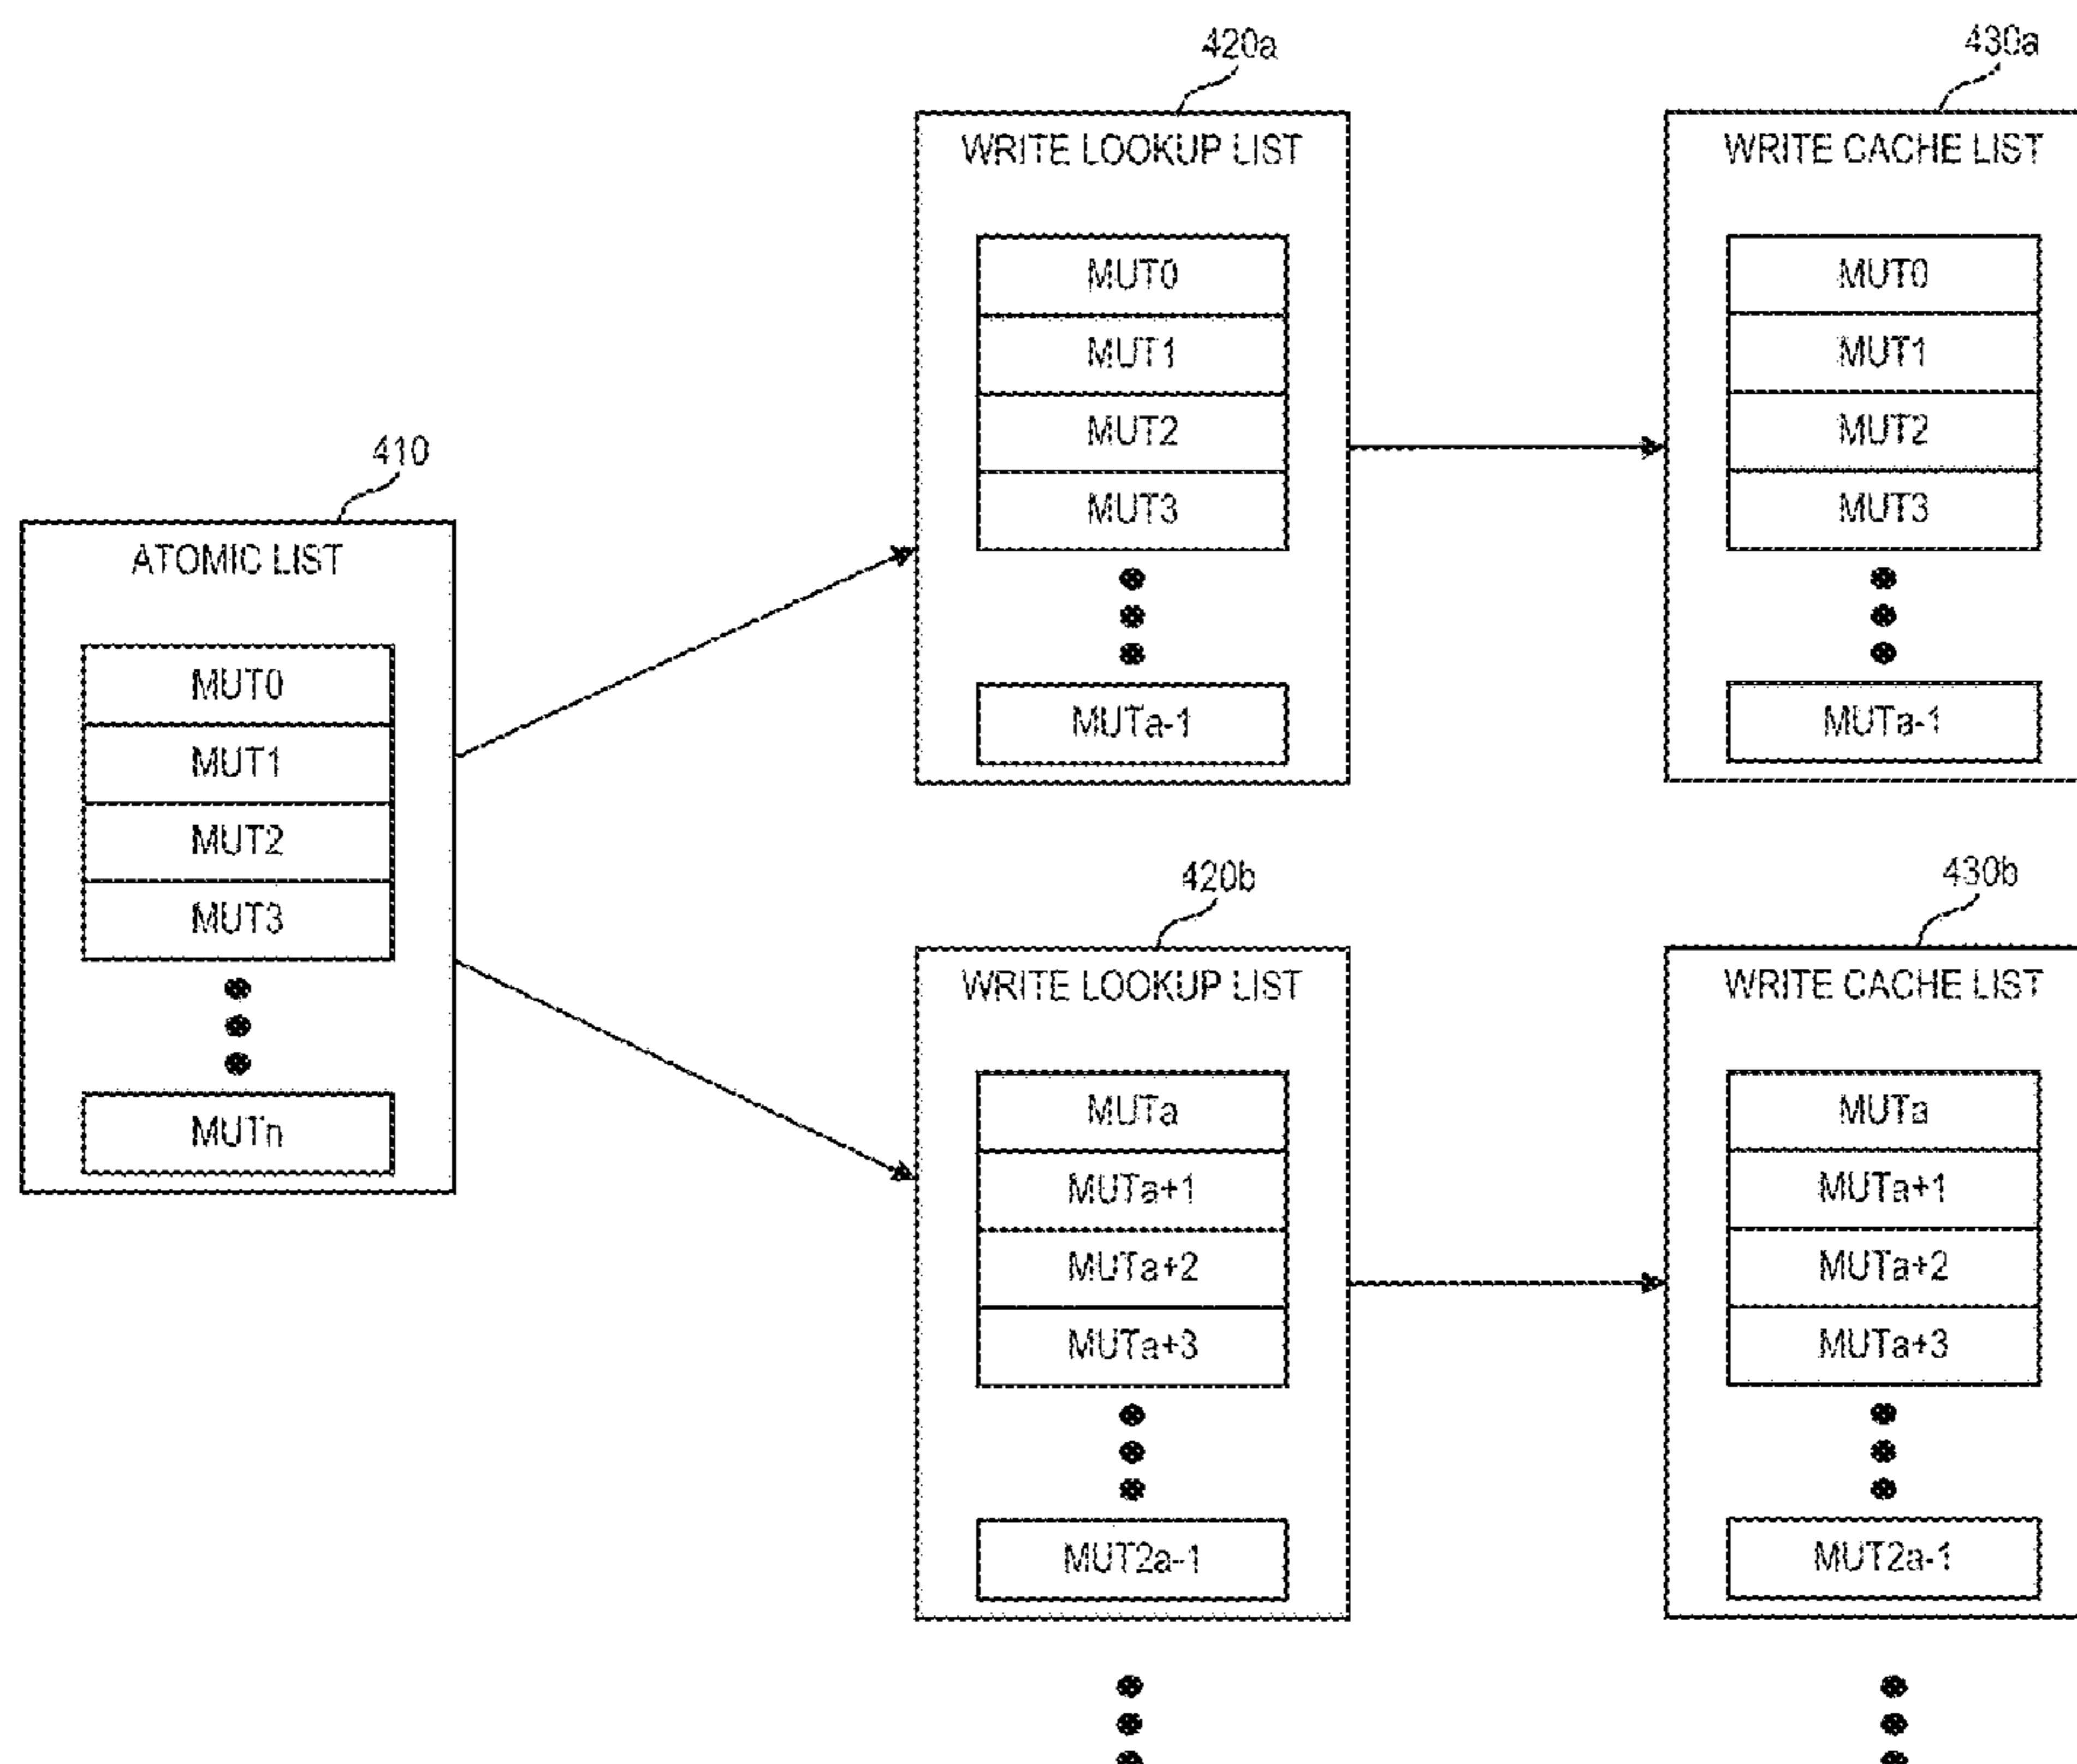 420a
430a
WRITE LOOKUP LIST
WRITE CACHE LIST
MUT0
MUT0
MUT1
MUT1
MUT2
MUT2
MUT3
MUT3
MUTa-1
MUTa-1
410
ATOMIC LIST
MUT0
MUT1
MUT2
MUT3
MUTn
420b
430b
WRITE LOOKUP LIST
WRITE CACHE LIST
MUTa
MUTa
MUTa+1
MUTa+1
MUTa+2
MUTa+2
MUTa+3
MUTa+3
MUT2a-1
MUT2a-1